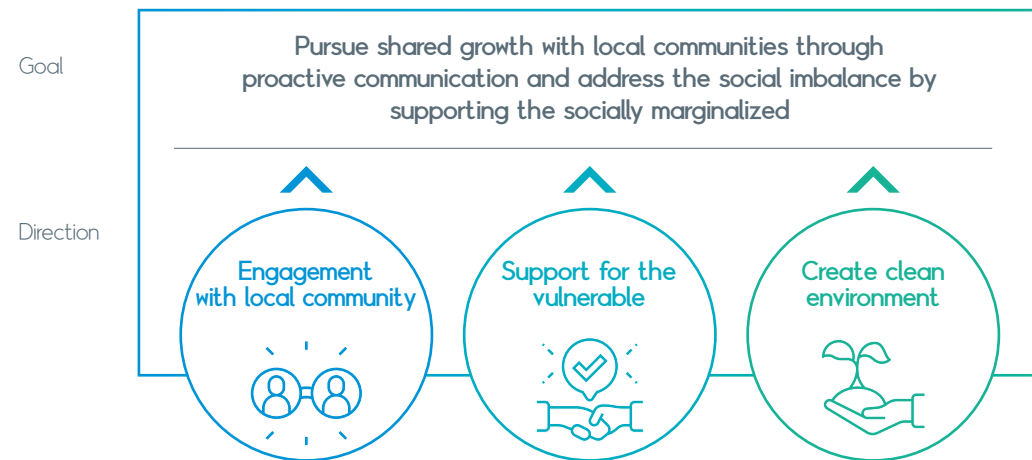 Goal
Pursue shared growth with local communities through
proactive communication and address the social imbalance by
supporting the socially marginalized
Direction
Engagement
with local community
Support for the
vulnerable
Create clean
environment